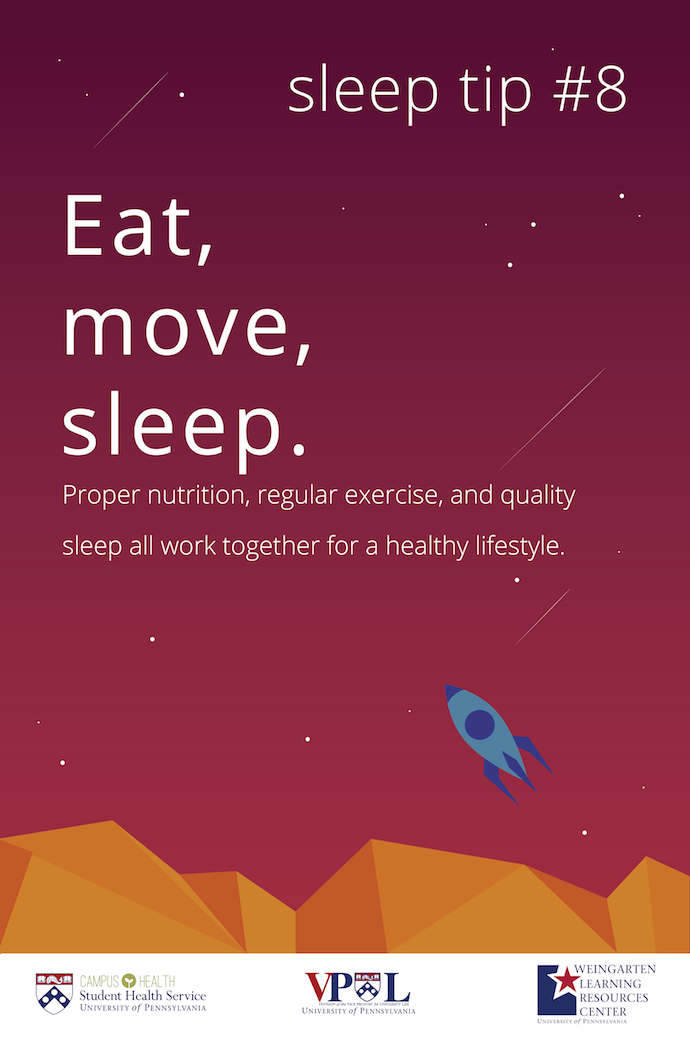 sleep tip #8
Eat,
move,
sleep.
Proper nutrition, regular exercise, and quality
sleep all work together for a healthy lifestyle.
CAMPUS HEALTH
Student Health Service
UNIVERSITY of PENNSYLVANIA
VPUL
DIVISION of the VICE PROVOST for UNIVERSITY LIFE
UNIVERSITY of PENNSYLVANIA
WEINGARTEN
LEARNING
RESOURCES
CENTER
UNIVERSITY of PENNSYLVANIA